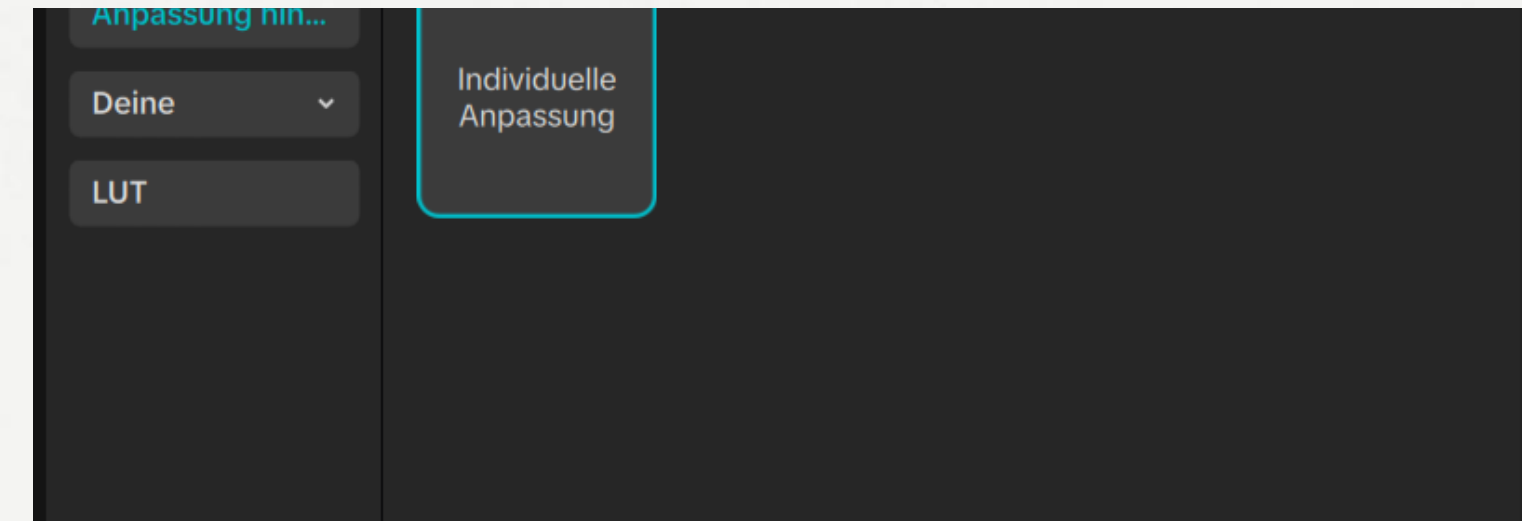 Anpassung hin...
Deine
LUT
Individuelle
Anpassung